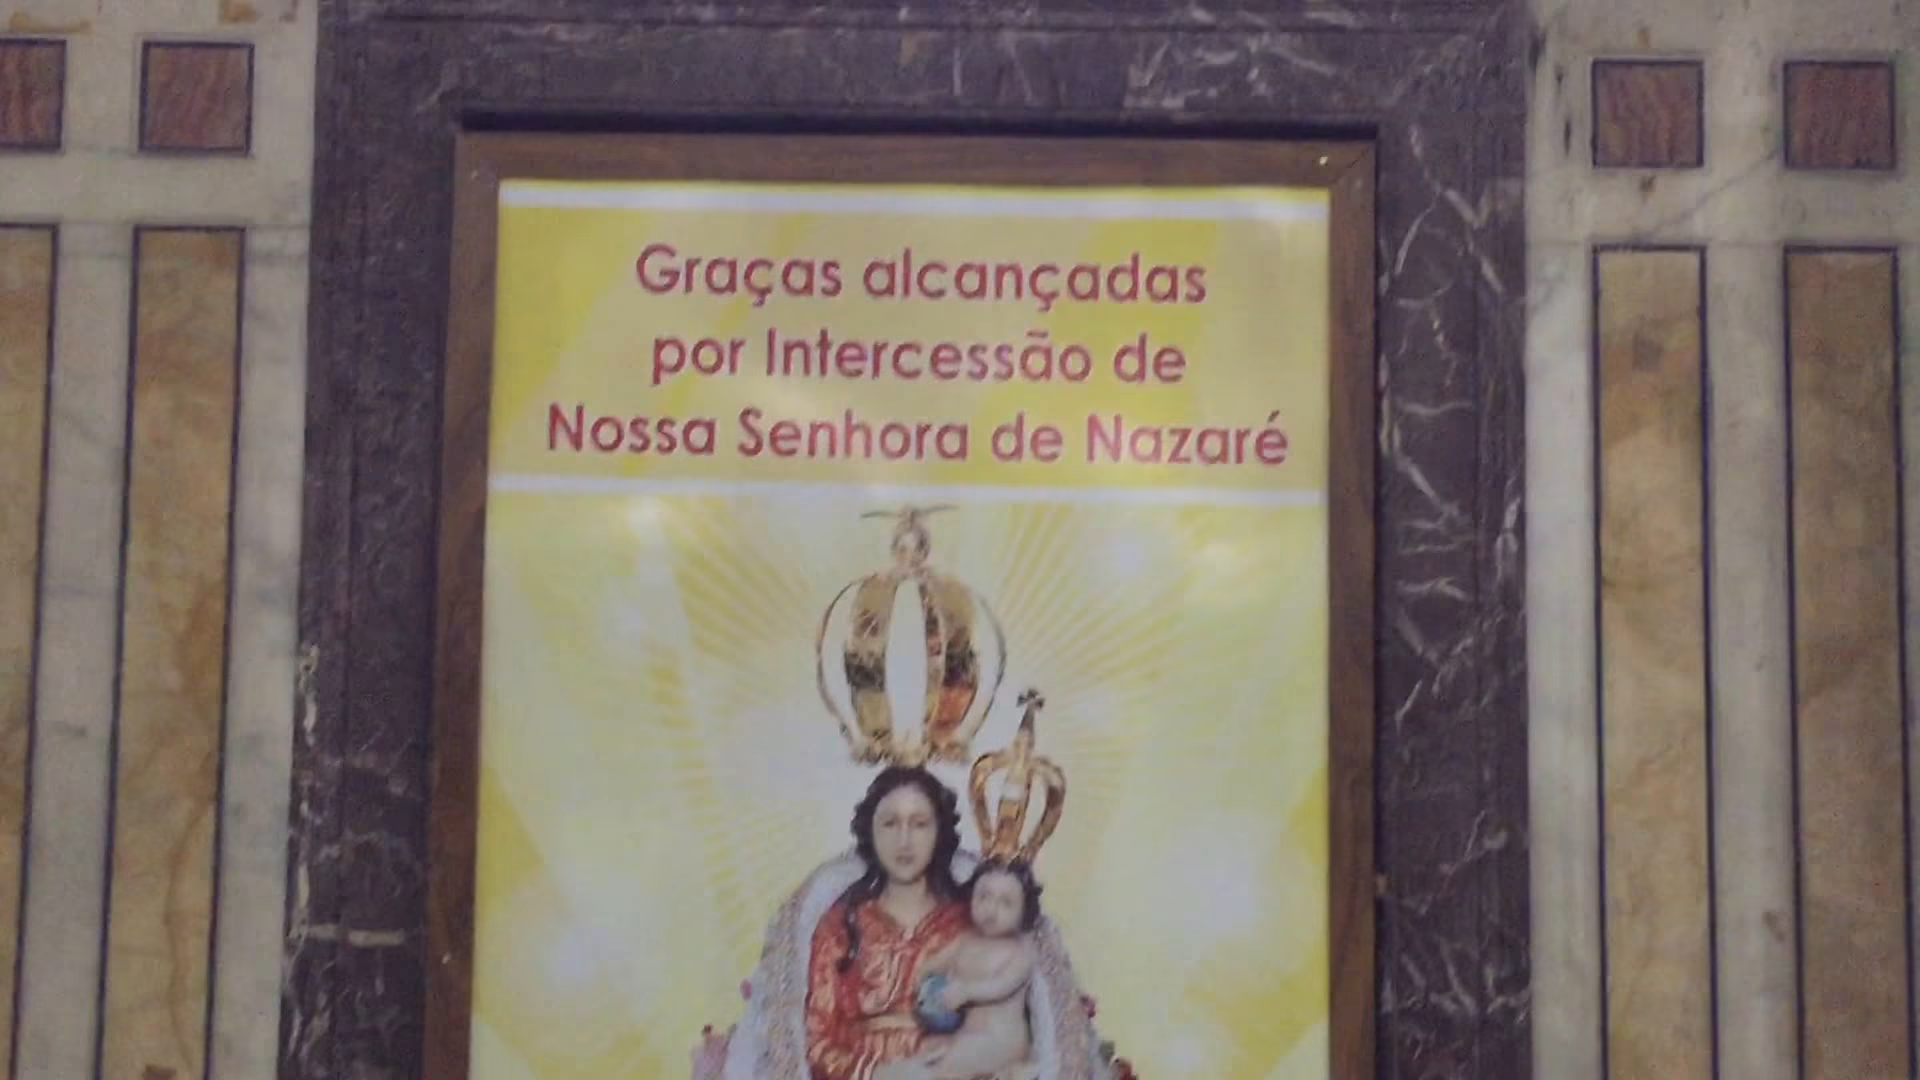 Graças alcançadas
por Intercessão de
Nossa Senhora de Nazaré